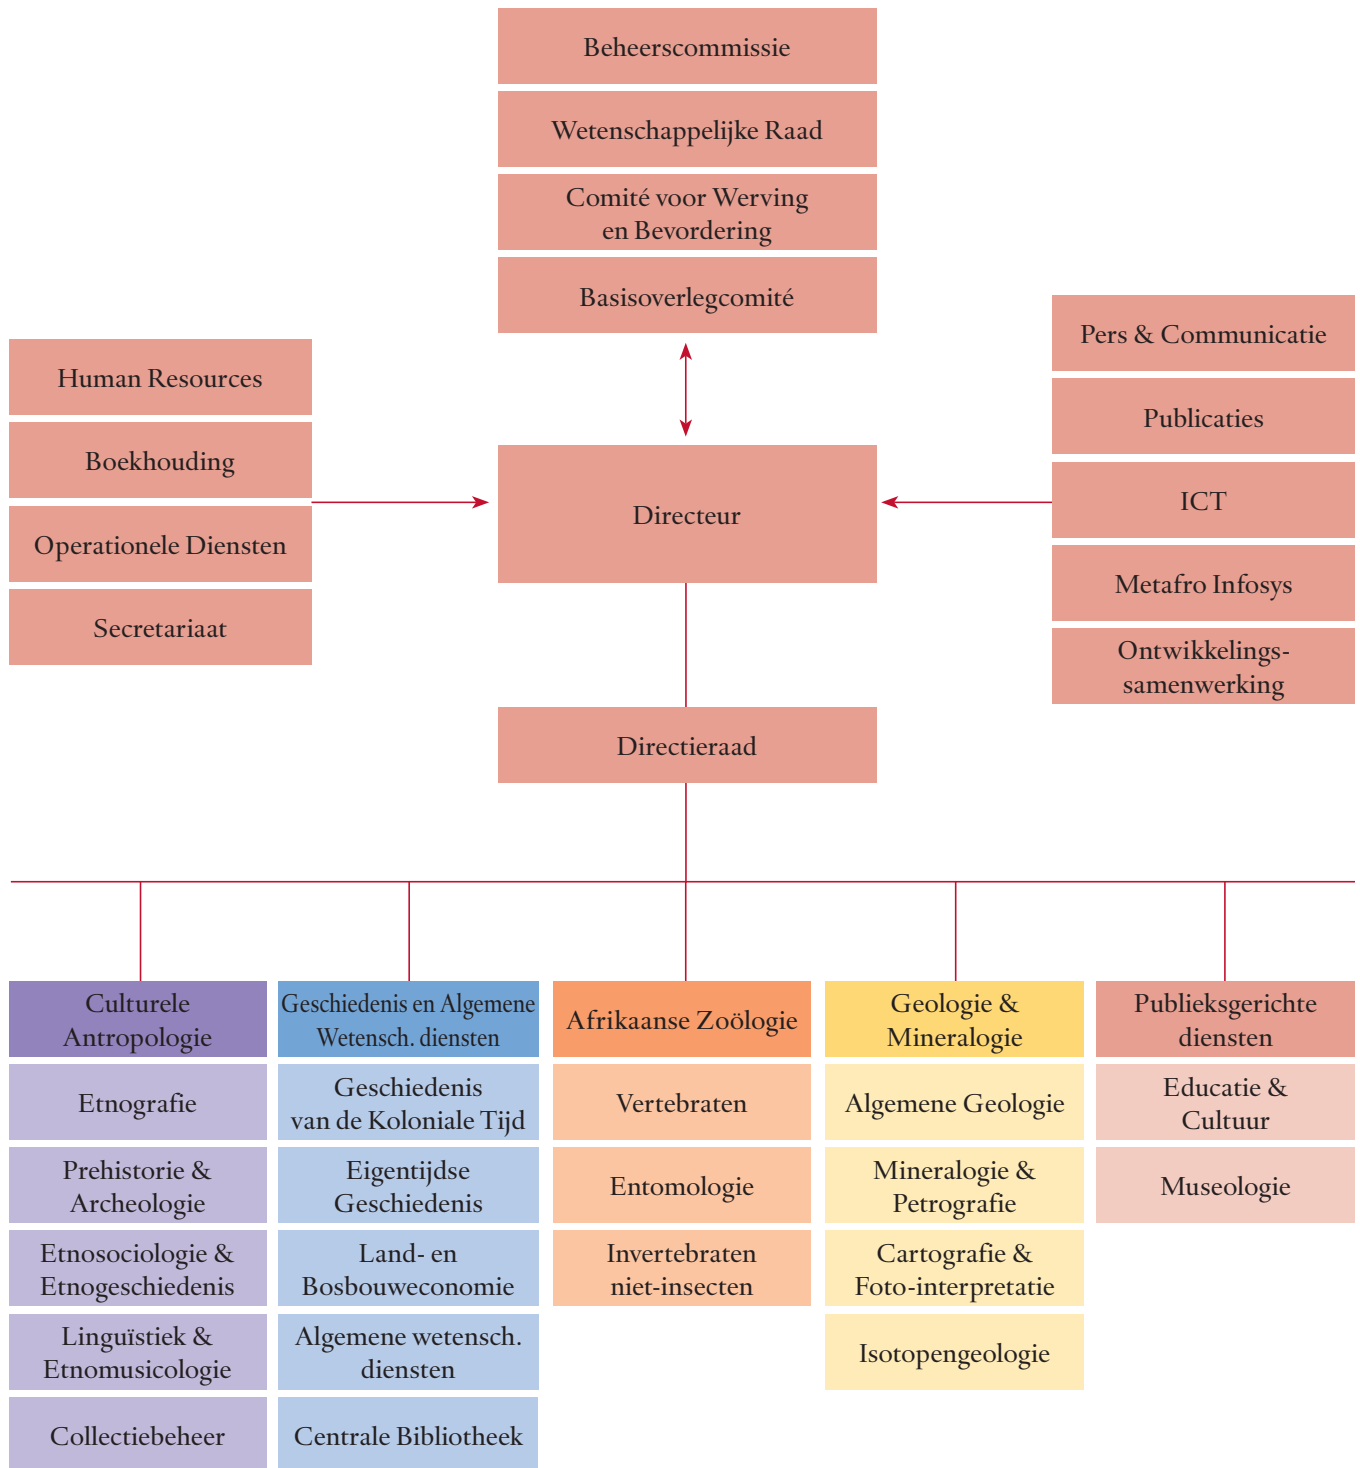 Beheerscommissie
Wetenschappelijke Raad
Comité voor Werving
en Bevordering
Basisoverlegcomité
Human Resources
Boekhouding
Operationele Diensten
Secretariaat
Directeur
Pers & Communicatie
Publicaties
ICT
Metafro Infosys
Ontwikkelings-
samenwerking
Directieraad
Culturele
Antropologie
Etnografie
Prehistorie &
Archeologie
Etnosociologie &
Etnogeschiedenis
Linguïstiek &
Etnomusicologie
Collectiebeheer
Geschiedenis en Algemene
Wetensch. diensten
Geschiedenis
van de Koloniale Tijd
Eigentijdse
Geschiedenis
Land- en
Bosbouweconomie
Algemene wetensch.
diensten
Centrale Bibliotheek
Afrikaanse Zoölogie
Vertebraten
Entomologie
Invertebraten
niet-insecten
Geologie &
Mineralogie
Algemene Geologie
Mineralogie &
Petrografie
Cartografie &
Foto-interpretatie
Isotopengeologie
Publieksgerichte
diensten
Educatie &
Cultuur
Museologie